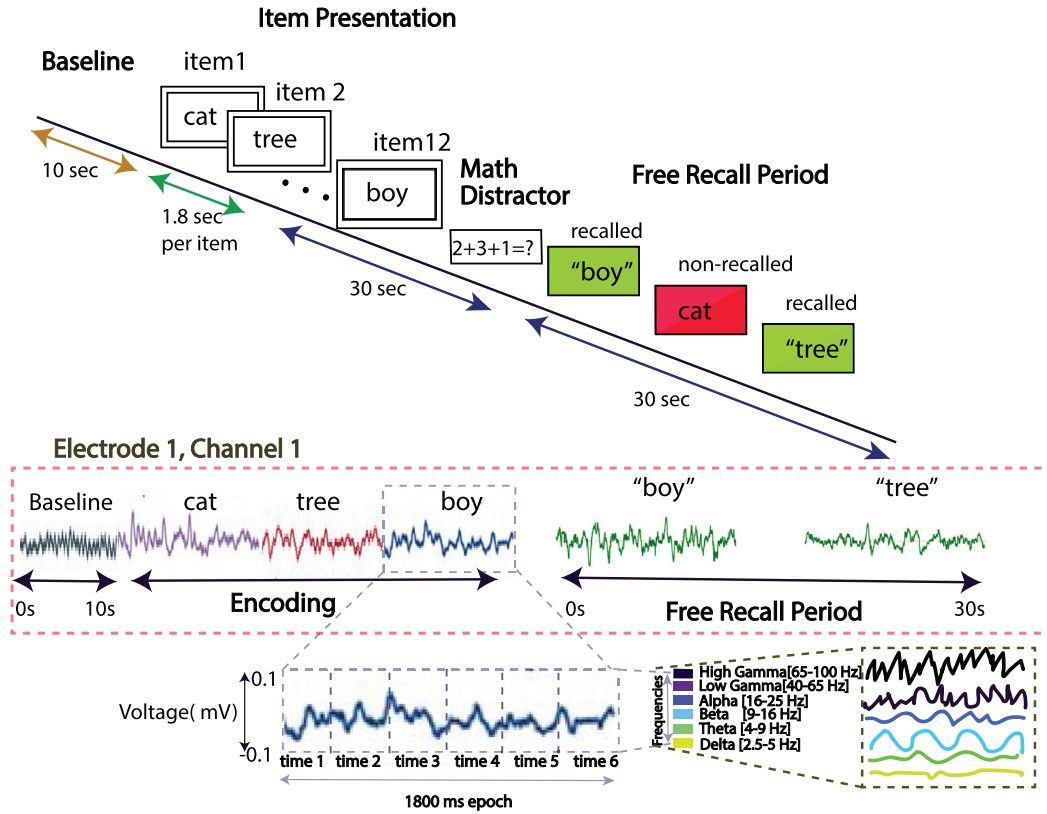 Item Presentation
Baseline
item1
item 2
item12
cat
tree
boy
Math
Distractor
Free Recall Period
10 sec
1.8 sec
per item
30 sec
2+3+1=?
recalled
"boy"
non-recalled
cat
recalled
"tree"
30 sec
Electrode 1, Channel 1
Baseline
cat
tree
boy
"boy"
"tree"
0s
10s
Encoding
0s
Free Recall Period
30s
0.1
Voltage( mV)
-0.1
time 1
time 2
time 3
time 4
time 5
time 6
1800 ms epoch
Frequencies
High Gamma[65-100 Hz]
Low Gamma[40-65 Hz]
Alpha [16-25 Hz]
Beta [9-16 Hz]
Theta [4-9 Hz]
Delta [2.5-5 Hz]